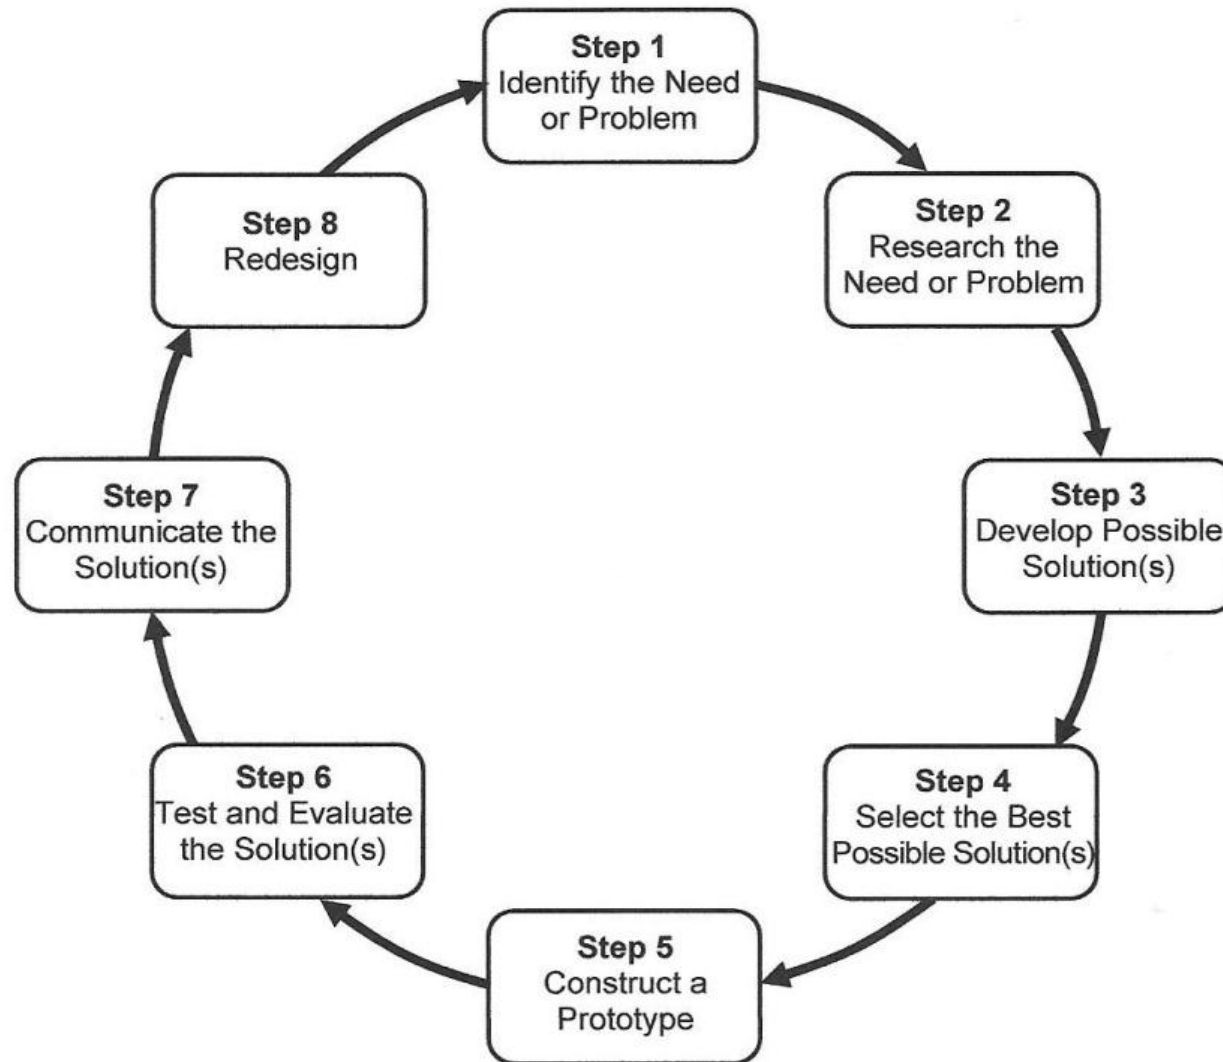 Step 1
Identify the Need
or Problem
Step 2
Research the
Need or Problem
Step 3
Develop Possible
Solution(s)
Step 4
Select the Best
Possible Solution(s)
Step 5
Construct a
Prototype
Step 6
Test and Evaluate
the Solution(s)
Step 7
Communicate the
Solution(s)
Step 8
Redesign